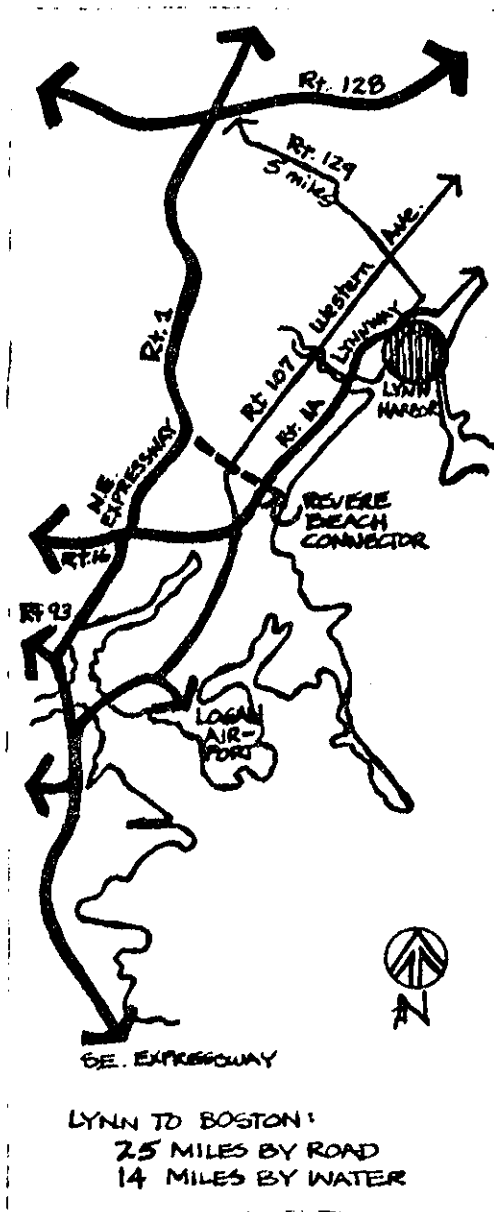 Rt. 128
Rt. 129
5 miles
Western Ave.
Rt. 1
LYNNWAY
Rt 107
LYNN
HARBOR
Rt. 1A
N.E.
EXPRESSWAY
REVERE
BEACH
CONNECTOR
Rt. 16
Rt 93
LOGAN
AIR-
PORT
N
SE. EXPRESSWAY
LYNN TO BOSTON:
25 MILES BY ROAD
14 MILES BY WATER